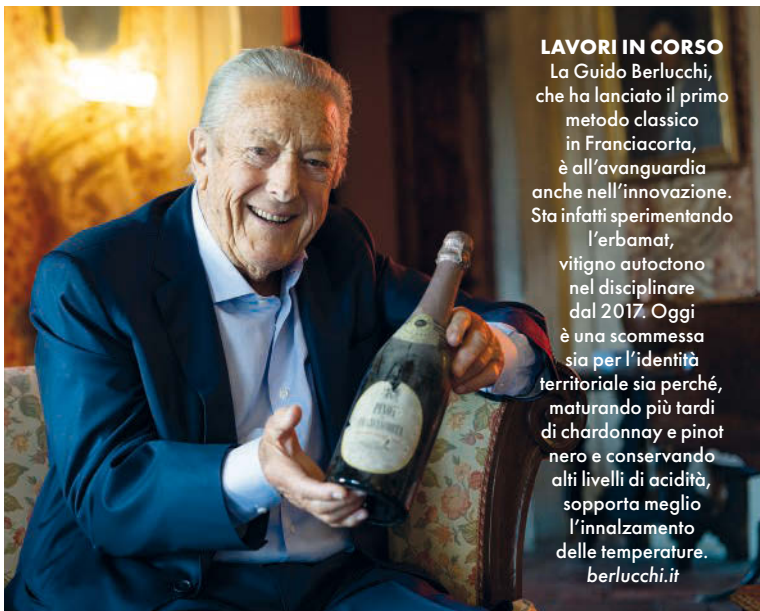 LAVORI IN CORSO
La Guido Berlucchi,
che ha lanciato il primo
metodo classico
in Franciacorta,
è all’avanguardia
anche nell’innovazione.
Sta infatti sperimentando
l’erbamat,
vitigno autoctono
nel disciplinare
dal 2017. Oggi
è una scommessa
sia per l’identità
territoriale sia perché,
maturando più tardi
di chardonnay e pinot
nero e conservando
alti livelli di acidità,
sopporta meglio
l’innalzamento
delle temperature.
berlucchi.it
PINOT